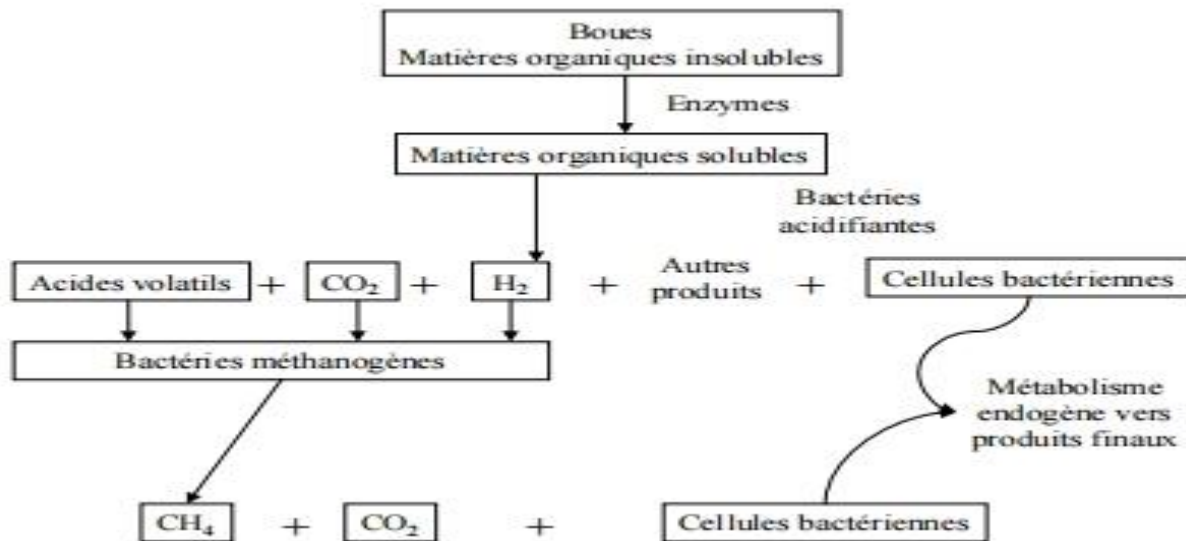 Boues
Matières organiques insolubles
Enzymes
Matières organiques solubles
Bactéries
acidifiantes
Acides volatils + CO₂ + H₂ + Autres produits + Cellules bactériennes
Bactéries méthanogènes
Métabolisme
endogène vers
produits finaux
CH₄ + CO₂ + Cellules bactériennes